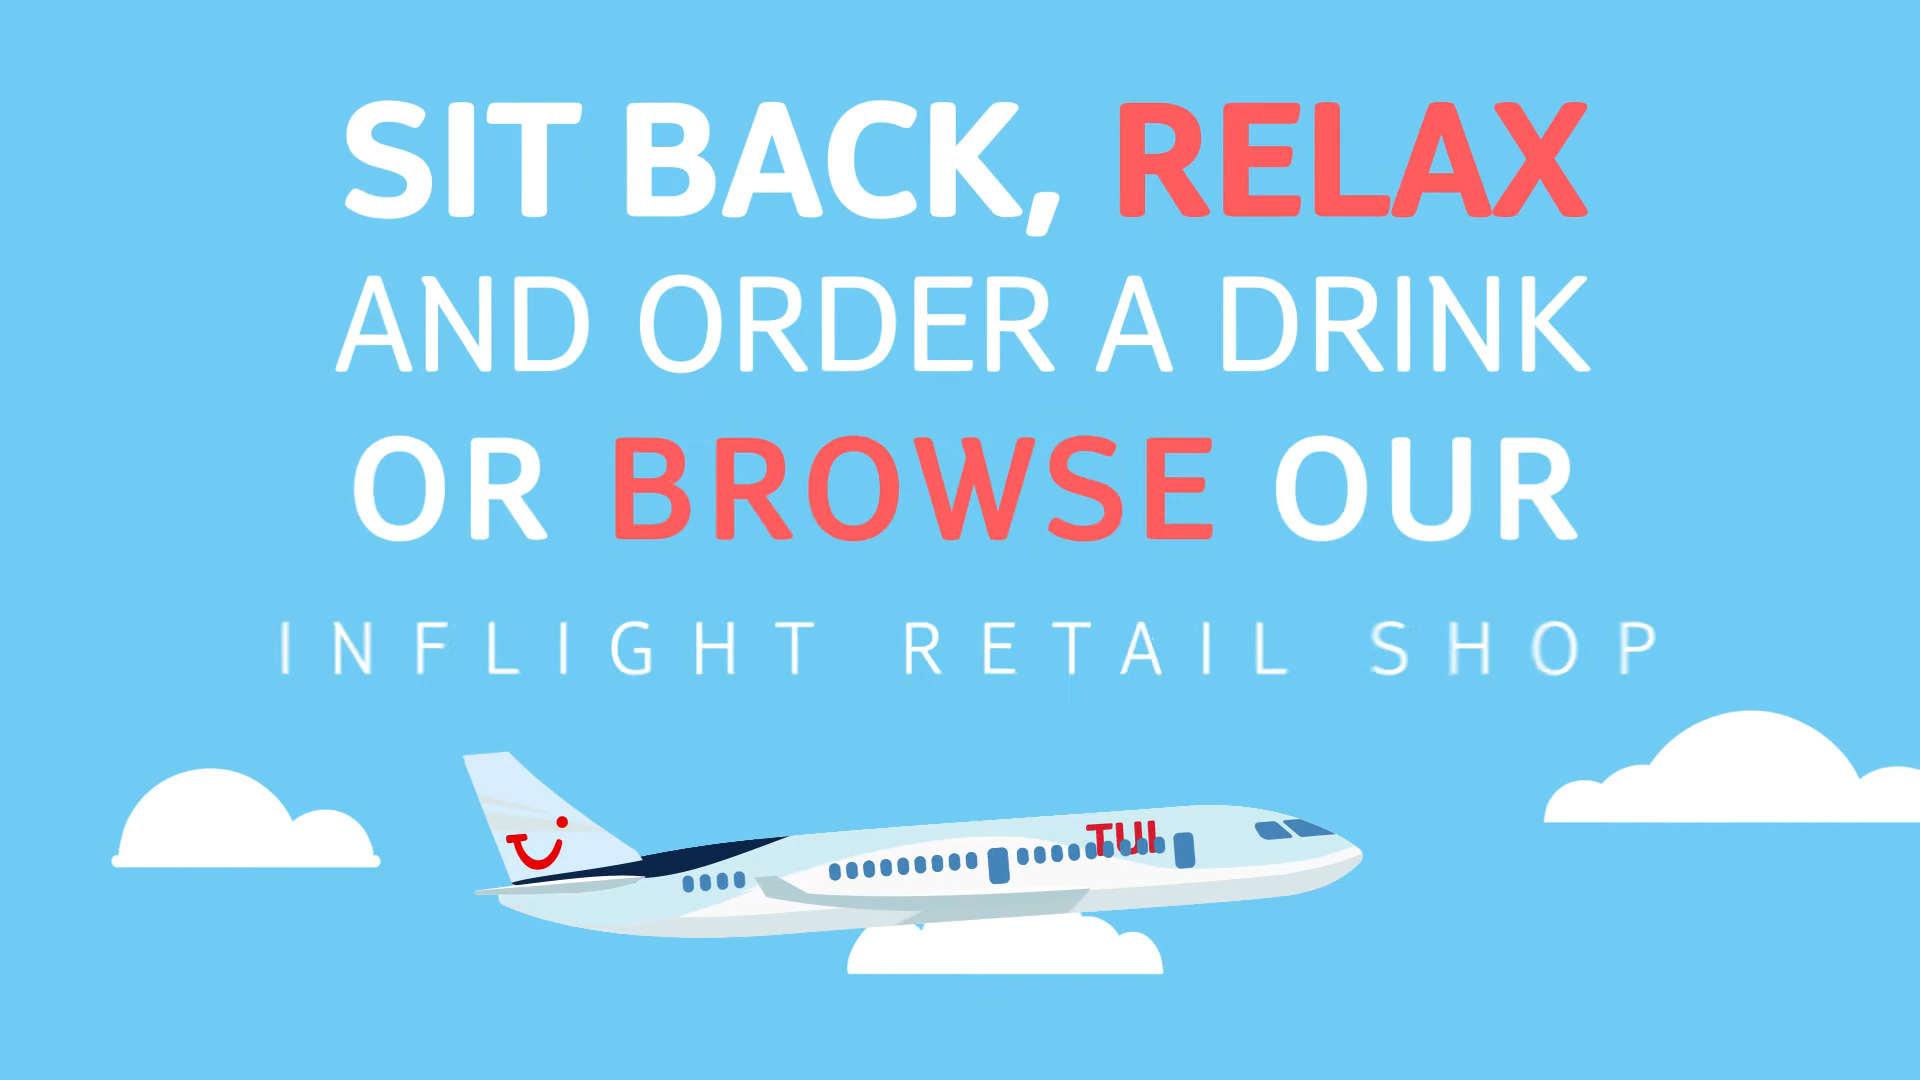 SIT BACK, RELAX
AND ORDER A DRINK
OR BROWSE OUR
INFLIGHT RETAIL SHOP
TUI